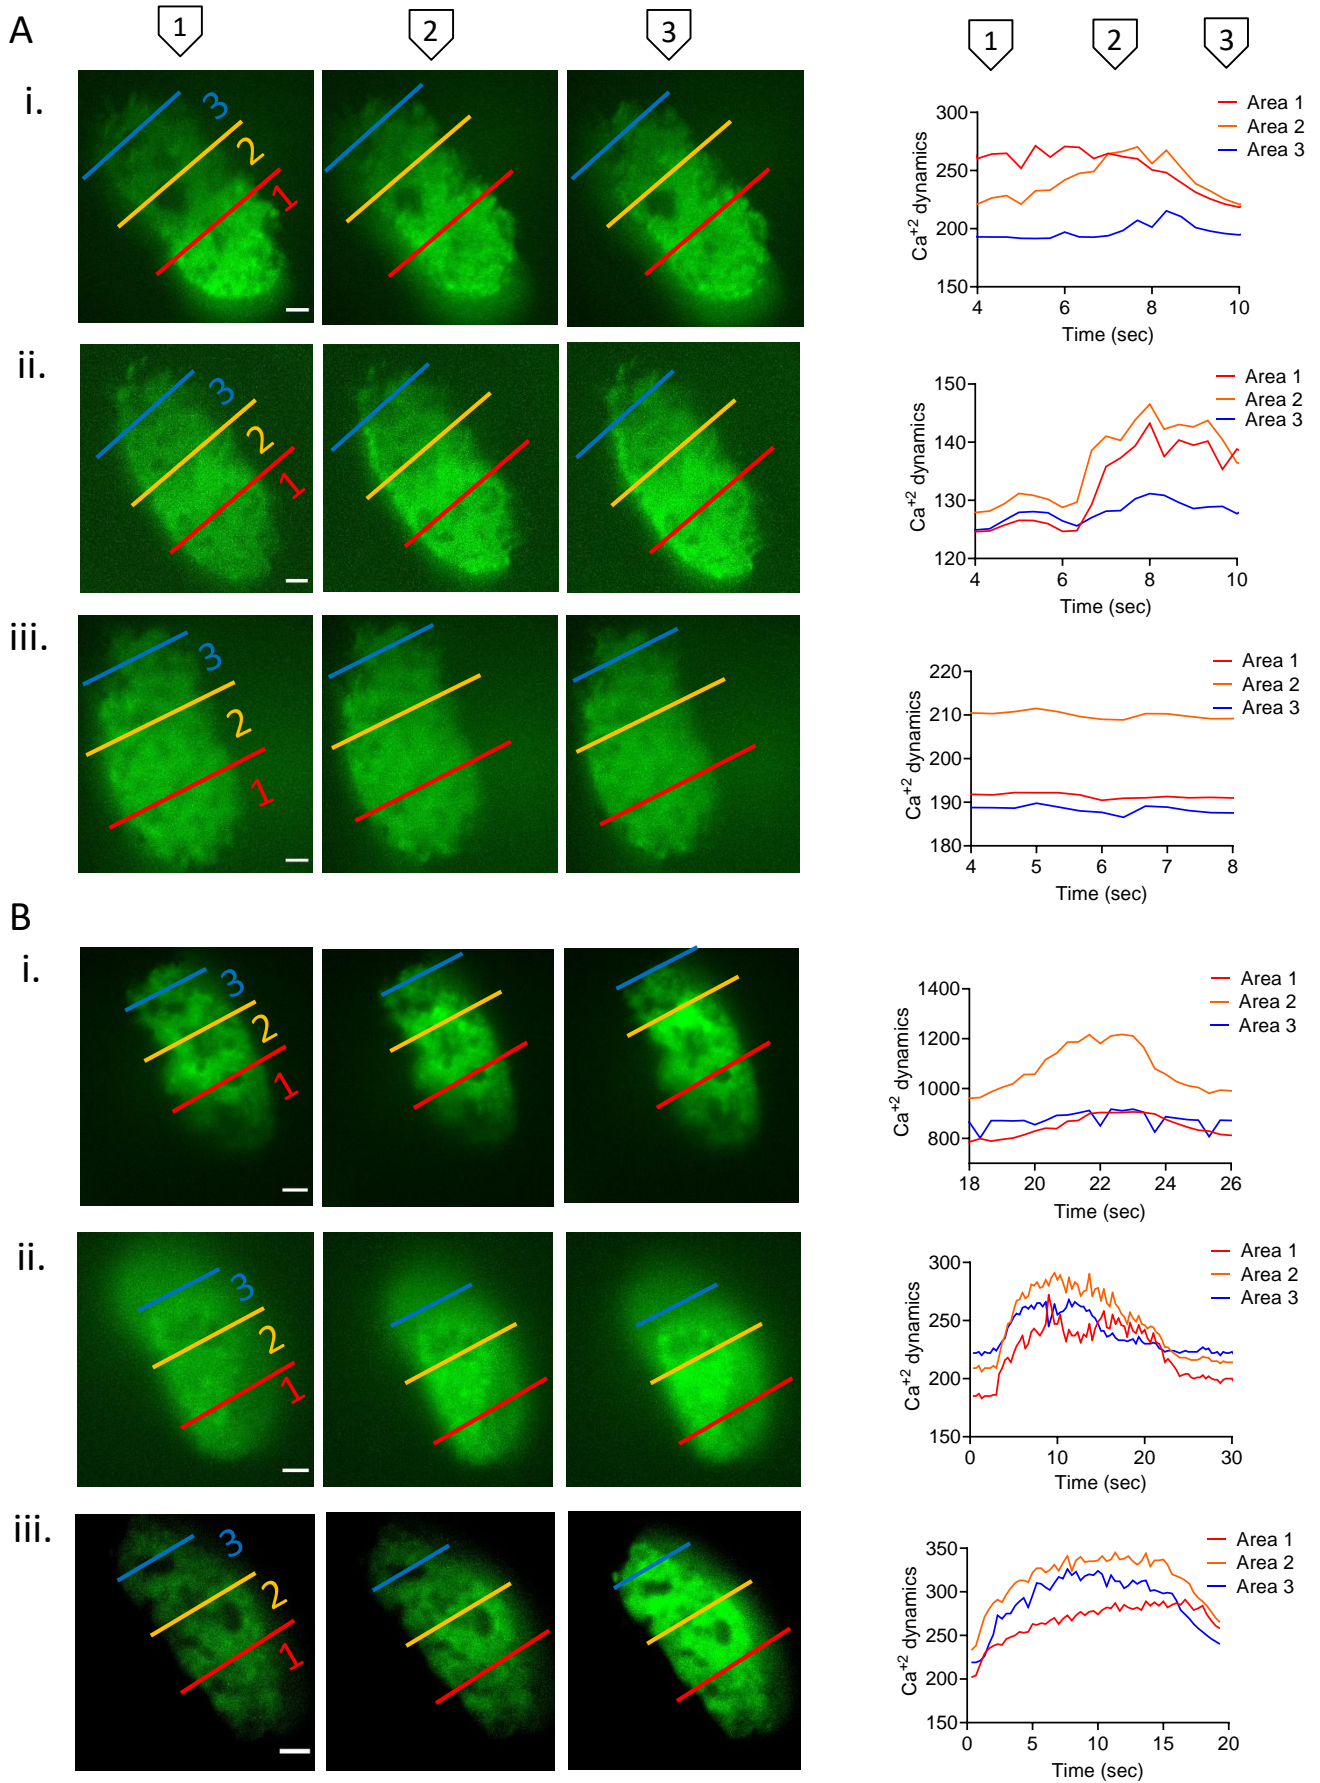 A
1
2
3
1
2
3
i.
3
2
1
300
250
200
150
4
6
8
10
Ca+2 dynamics
Time (sec)
Area 1
Area 2
Area 3
ii.
3
2
1
150
140
130
120
4
6
8
10
Ca+2 dynamics
Time (sec)
Area 1
Area 2
Area 3
iii.
3
2
1
220
210
200
190
180
4
5
6
7
8
Ca+2 dynamics
Time (sec)
Area 1
Area 2
Area 3
B
i.
3
2
1
1400
1200
1000
800
18
20
22
24
26
Ca+2 dynamics
Time (sec)
Area 1
Area 2
Area 3
ii.
3
2
1
300
250
200
150
0
10
20
30
Ca+2 dynamics
Time (sec)
Area 1
Area 2
Area 3
iii.
3
2
1
350
300
250
200
150
0
5
10
15
20
Ca+2 dynamics
Time (sec)
Area 1
Area 2
Area 3